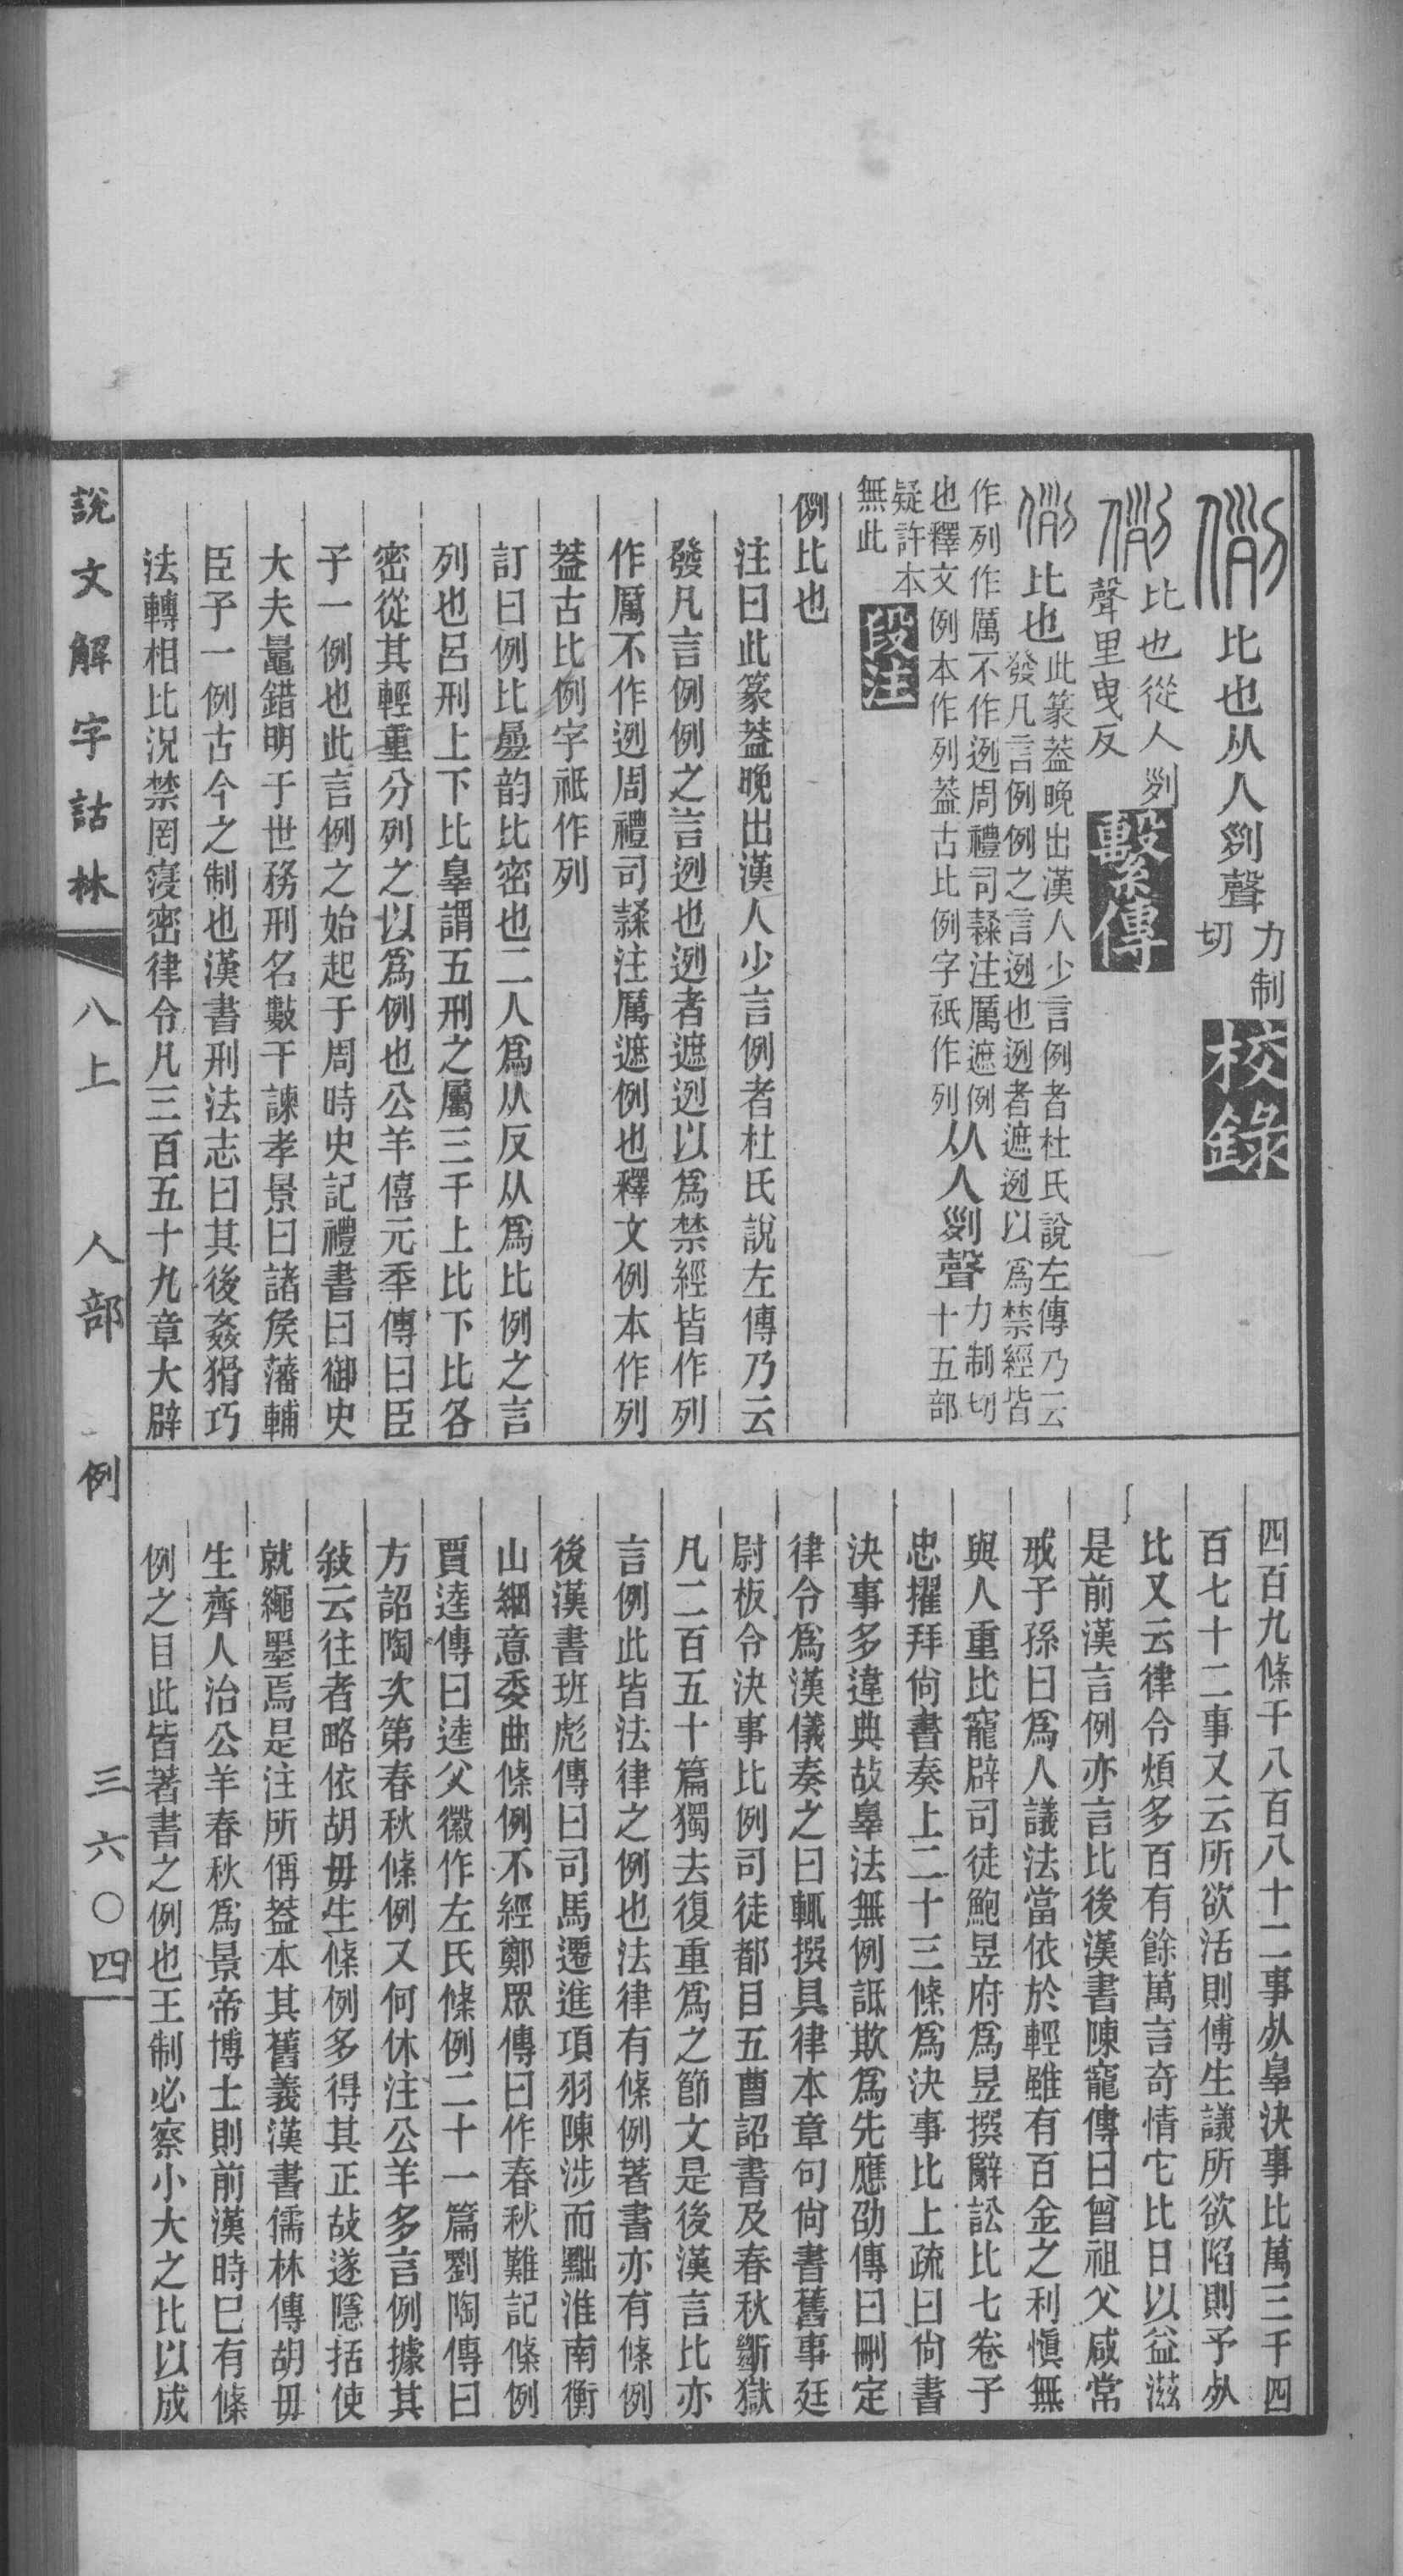 㑠比也从人𠛱聲力制切校錄
㑠比也從人𠛱聲里曳反繫傳
㑠比也此篆蓋晚出漢人少言例者杜氏說左傳乃云
發凡言例例之言迾也迾者遮迾以爲禁經皆
作列作厲不作迾周禮司隸注厲遮例
也釋文例本作列蓋古比例字祇作列从人𠛱聲力制切十五部
疑許本
無此段注
例比也
注曰此篆蓋晚出漢人少言例者杜氏說左傳乃云
發凡言例例之言迾也迾者遮迾以爲禁經皆作列
作厲不作迾周禮司隸注厲遮例也釋文例本作列
蓋古比例字祇作列
訂曰例比曡韵比密也二人爲从反从爲比例之言
列也呂刑上下比辠謂五刑之屬三千上比下比各
密從其輕重分列之以爲例也公羊僖元秊傳曰臣
子一例也此言例之始起于周時史記禮書曰御史
大夫鼂錯明于世務刑名數干諫孝景曰諸矦藩輔
臣子一例古今之制也漢書刑法志曰其後姦猾巧
法轉相比況禁罔寖密律令凡三百五十九章大辟
四百九條千八百八十二事𣦸辠決事比萬三千四
百七十二事又云所欲活則傅生議所欲陷則予𣦸
比又云律令煩多百有餘萬言奇情它比日以益滋
是前漢言例亦言比後漢書陳寵傳曰曾祖父咸常
戒子孫曰爲人議法當依於輕雖有百金之利愼無
與人重比寵辟司徒鮑昱府爲昱撰辭訟比七卷子
忠擢拜尙書奏上二十三條爲決事比上疏曰尙書
決事多違典故辠法無例詆欺爲先應劭傳曰刪定
律令爲漢儀奏之曰輒撰具律本章句尙書舊事廷
尉板令決事比例司徒都目五曹詔書及春秋斷獄
凡二百五十篇獨去復重爲之節文是後漢言比亦
言例此皆法律之例也法律有條例著書亦有條例
後漢書班彪傳曰司馬遷進項羽陳涉而黜淮南衡
山細意委曲條例不經鄭眾傳曰作春秋難記條例
賈逵傳曰逵父徽作左氏條例二十一篇劉陶傳曰
方詔陶次第春秋條例又何休注公羊多言例據其
敍云往者略依胡毋生條例多得其正故遂隱括使
就繩墨焉是注所偁蓋本其舊義漢書儒林傳胡毋
生齊人治公羊春秋爲景帝博士則前漢時巳有條
例之目此皆著書之例也王制必察小大之比以成
說文解字詁林 八上 人部 例 三六〇四